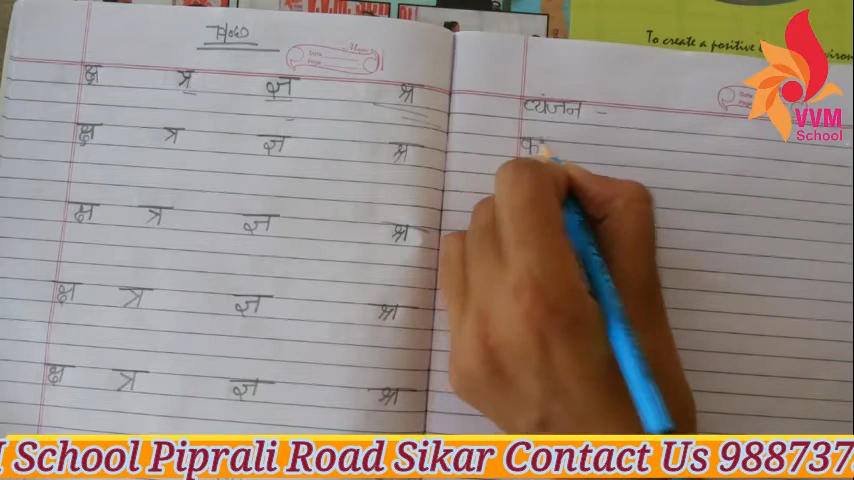 To create a positive
VVM
School
H.W
क्ष त्र ज्ञ श्र
क्ष त्र ज्ञ श्र
क्ष त्र ज्ञ श्र
क्ष त्र ज्ञ श्र
क्ष त्र ज्ञ श्र
व्यंजन -
क
School Piprali Road Sikar Contact Us 988737